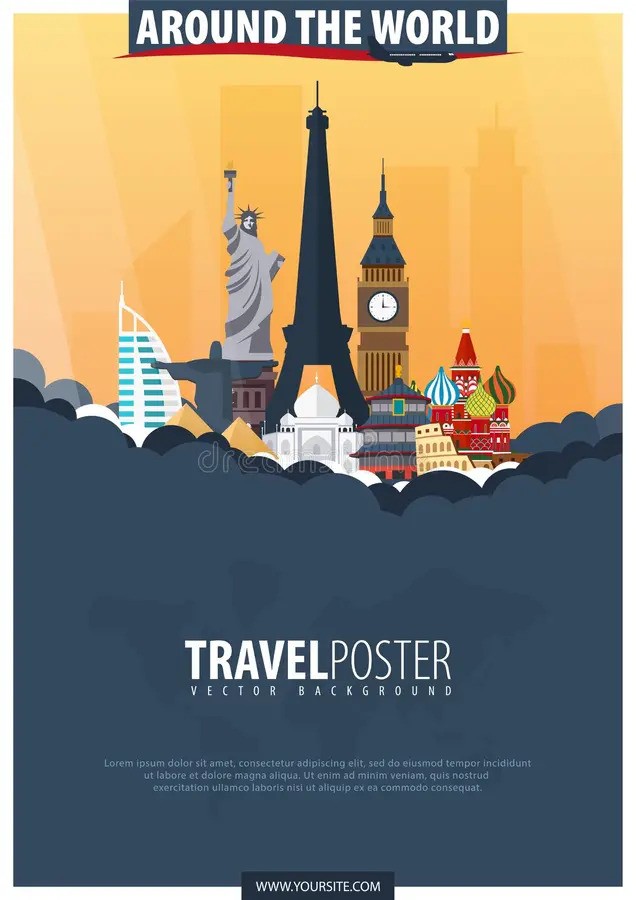 AROUND THE WORLD
dreamstime
TRAVELPOSTER
VECTOR BACKGROUND
Lorem ipsum dolor sit amet, consectetur adipiscing elit, sed do eiusmod tempor incididunt
ut labore et dolore magna aliqua. Ut enim ad minim veniam, quis nostrud
exercitation ullamco laboris nisi ut aliquip ex ea commodo consequat.
WWW.YOURSITE.COM